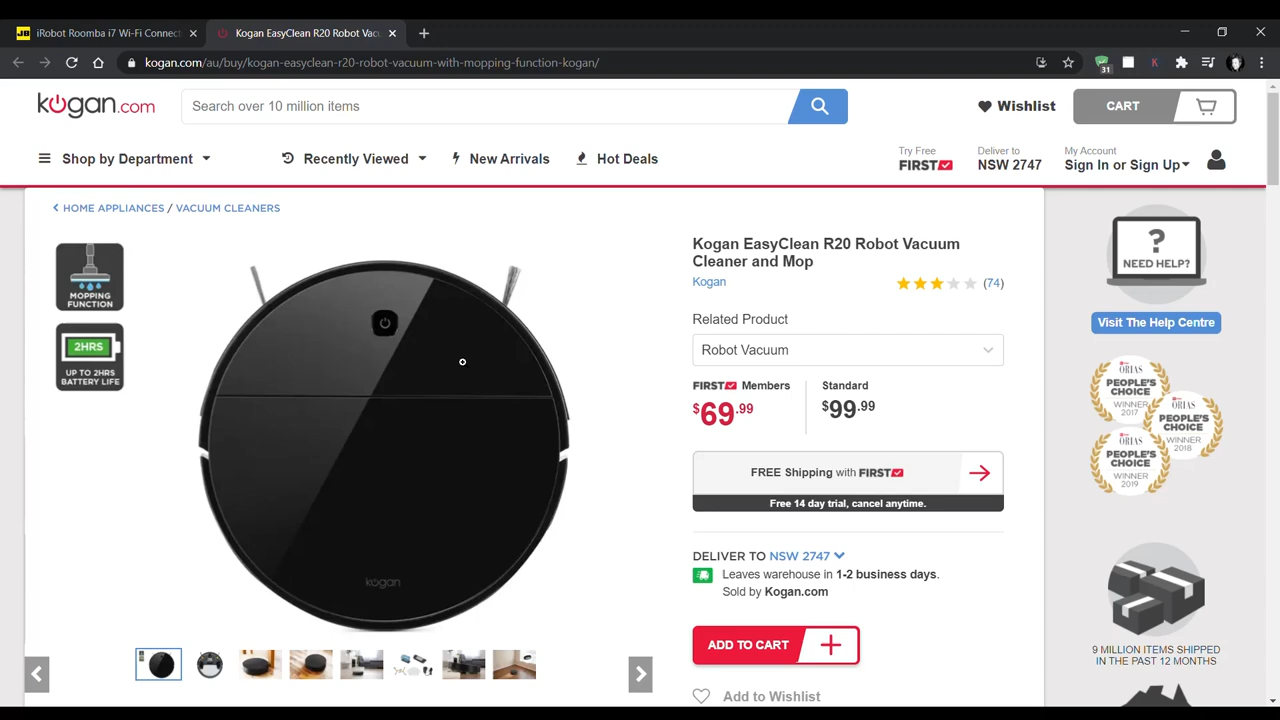 JB
iRobot Roomba i7 Wi-Fi Connect
Kogan EasyClean R20 Robot Vac
kogan.com/au/buy/kogan-easyclean-r20-robot-vacuum-with-mopping-function-kogan/
31
K
kogan.com
Search over 10 million items
Wishlist
CART
Shop by Department
Recently Viewed
New Arrivals
Hot Deals
Try Free
FIRST
Deliver to
NSW 2747
My Account
Sign In or Sign Up
HOME APPLIANCES / VACUUM CLEANERS
MOPPING
FUNCTION
2HRS
UP TO 2HRS
BATTERY LIFE
kogan
Kogan EasyClean R20 Robot Vacuum
Cleaner and Mop
Kogan
(74)
Related Product
Robot Vacuum
FIRST Members
$69.99
Standard
$99.99
FREE Shipping with FIRST
Free 14 day trial, cancel anytime.
DELIVER TO NSW 2747
Leaves warehouse in 1-2 business days.
Sold by Kogan.com
ADD TO CART
Add to Wishlist
?
NEED HELP?
Visit The Help Centre
ORIAS
PEOPLE'S
CHOICE
WINNER
2017
ORIAS
PEOPLE'S
CHOICE
WINNER
2018
ORIAS
PEOPLE'S
CHOICE
WINNER
2019
9 MILLION ITEMS SHIPPED
IN THE PAST 12 MONTHS